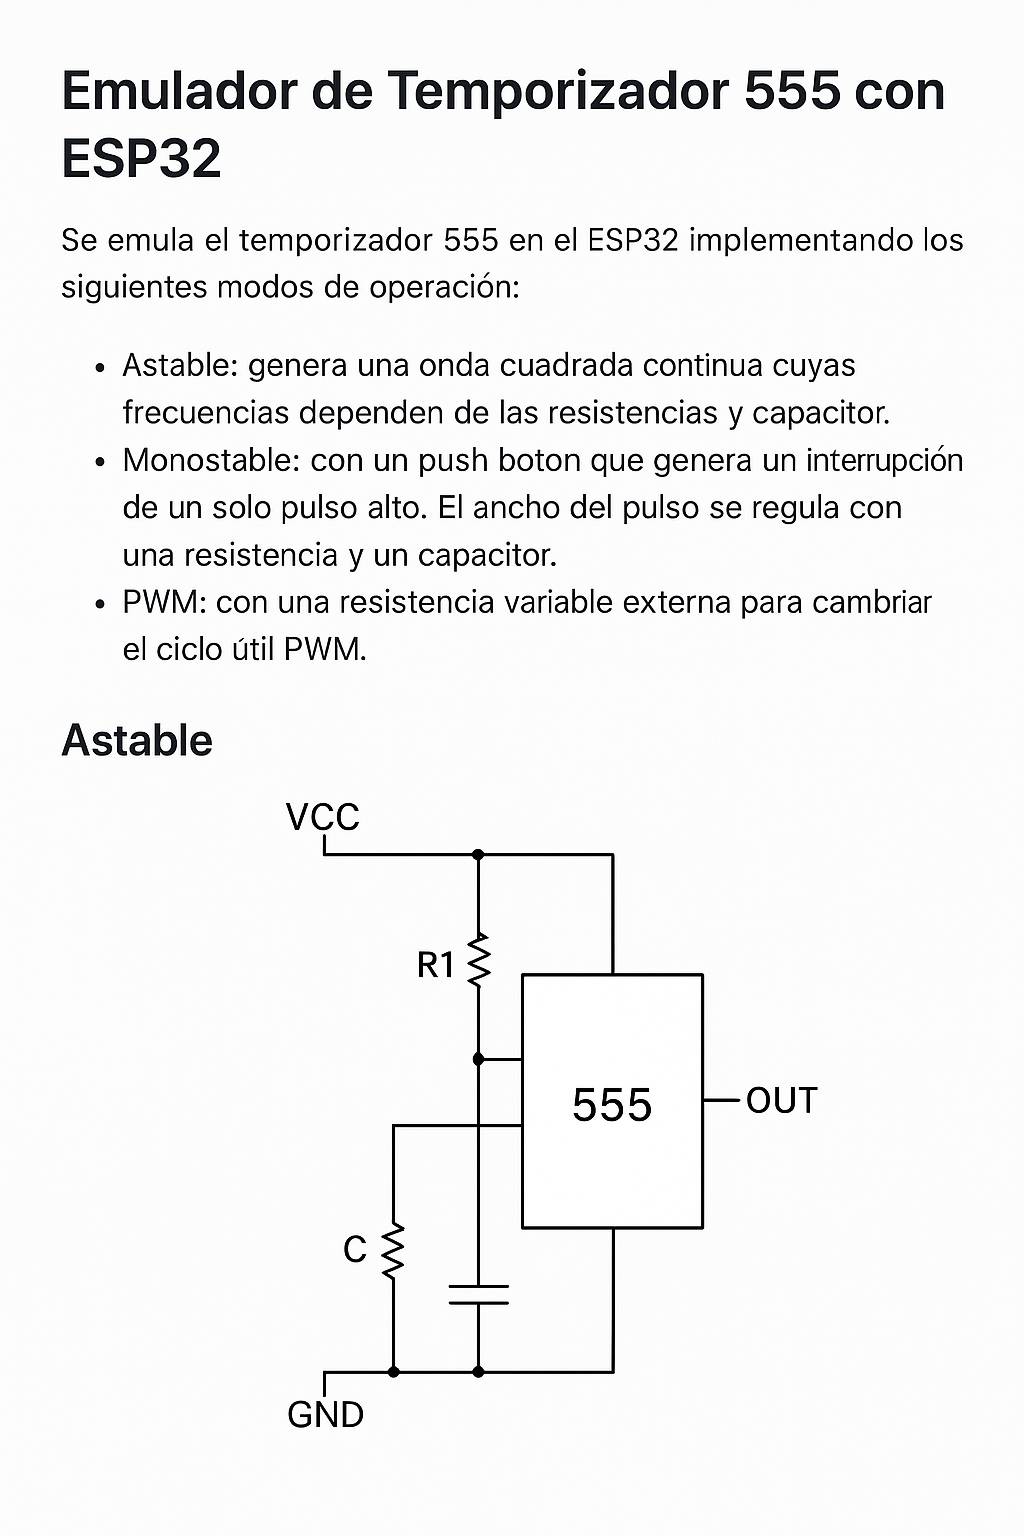 Emulador de Temporizador 555 con
ESP32
Se emula el temporizador 555 en el ESP32 implementando los
siguientes modos de operación:
• Astable: genera una onda cuadrada continua cuyas
frecuencias dependen de las resistencias y capacitor.
• Monostable: con un push boton que genera un interrupción
de un solo pulso alto. El ancho del pulso se regula con
una resistencia y un capacitor.
• PWM: con una resistencia variable externa para cambriar
el ciclo útil PWM.
Astable
VCC
R1
555
OUT
C
GND